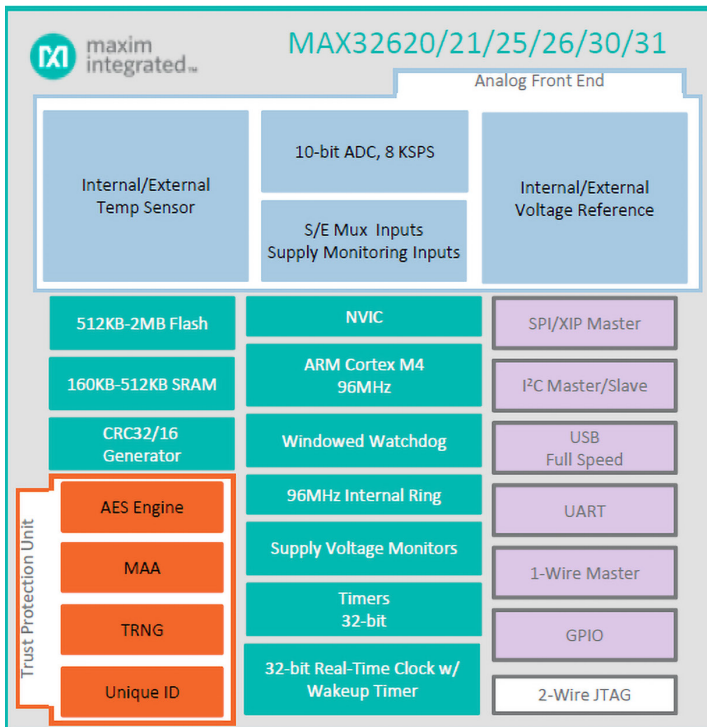 maxim
integrated™
MAX32620/21/25/26/30/31
Analog Front End
Internal/External
Temp Sensor
10-bit ADC, 8 KSPS
S/E Mux Inputs
Supply Monitoring Inputs
Internal/External
Voltage Reference
512KB-2MB Flash
160KB-512KB SRAM
CRC32/16
Generator
Trust Protection Unit
AES Engine
MAA
TRNG
Unique ID
NVIC
ARM Cortex M4
96MHz
Windowed Watchdog
96MHz Internal Ring
Supply Voltage Monitors
Timers
32-bit
32-bit Real-Time Clock w/
Wakeup Timer
SPI/XIP Master
I²C Master/Slave
USB
Full Speed
UART
1-Wire Master
GPIO
2-Wire JTAG